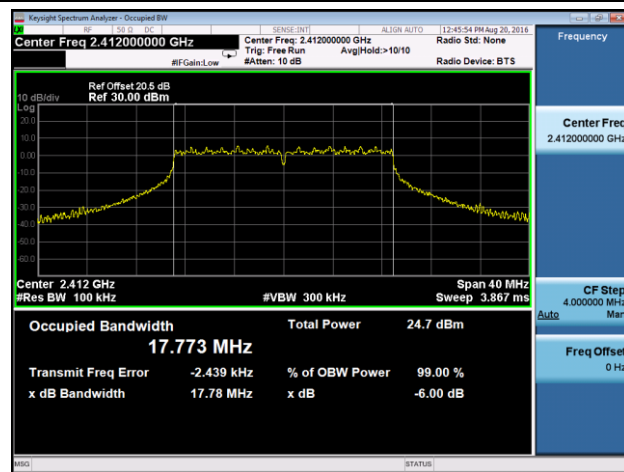 Keysight Spectrum Analyzer - Occupied BW
RF 50 Ω DC SENSE:INT ALIGN AUTO 12:45:54 PM Aug 20, 2016
Center Freq 2.412000000 GHz
Center Freq: 2.412000000 GHz
Radio Std: None
Trig: Free Run Avg|Hold:>10/10
#IFGain:Low
#Atten: 10 dB
Radio Device: BTS
Ref Offset 20.5 dB
10 dB/div Ref 30.00 dBm
Log
20.0
10.0
0.00
-10.0
-20.0
-30.0
-40.0
-50.0
-60.0
Center 2.412 GHz Span 40 MHz
#Res BW 100 kHz #VBW 300 kHz Sweep 3.867 ms
Occupied Bandwidth Total Power 24.7 dBm
17.773 MHz
Transmit Freq Error -2.439 kHz % of OBW Power 99.00 %
x dB Bandwidth 17.78 MHz x dB -6.00 dB
MSG STATUS
Frequency
Center Freq
2.412000000 GHz
CF Step
4.000000 MHz
Auto Man
Freq Offset
0 Hz